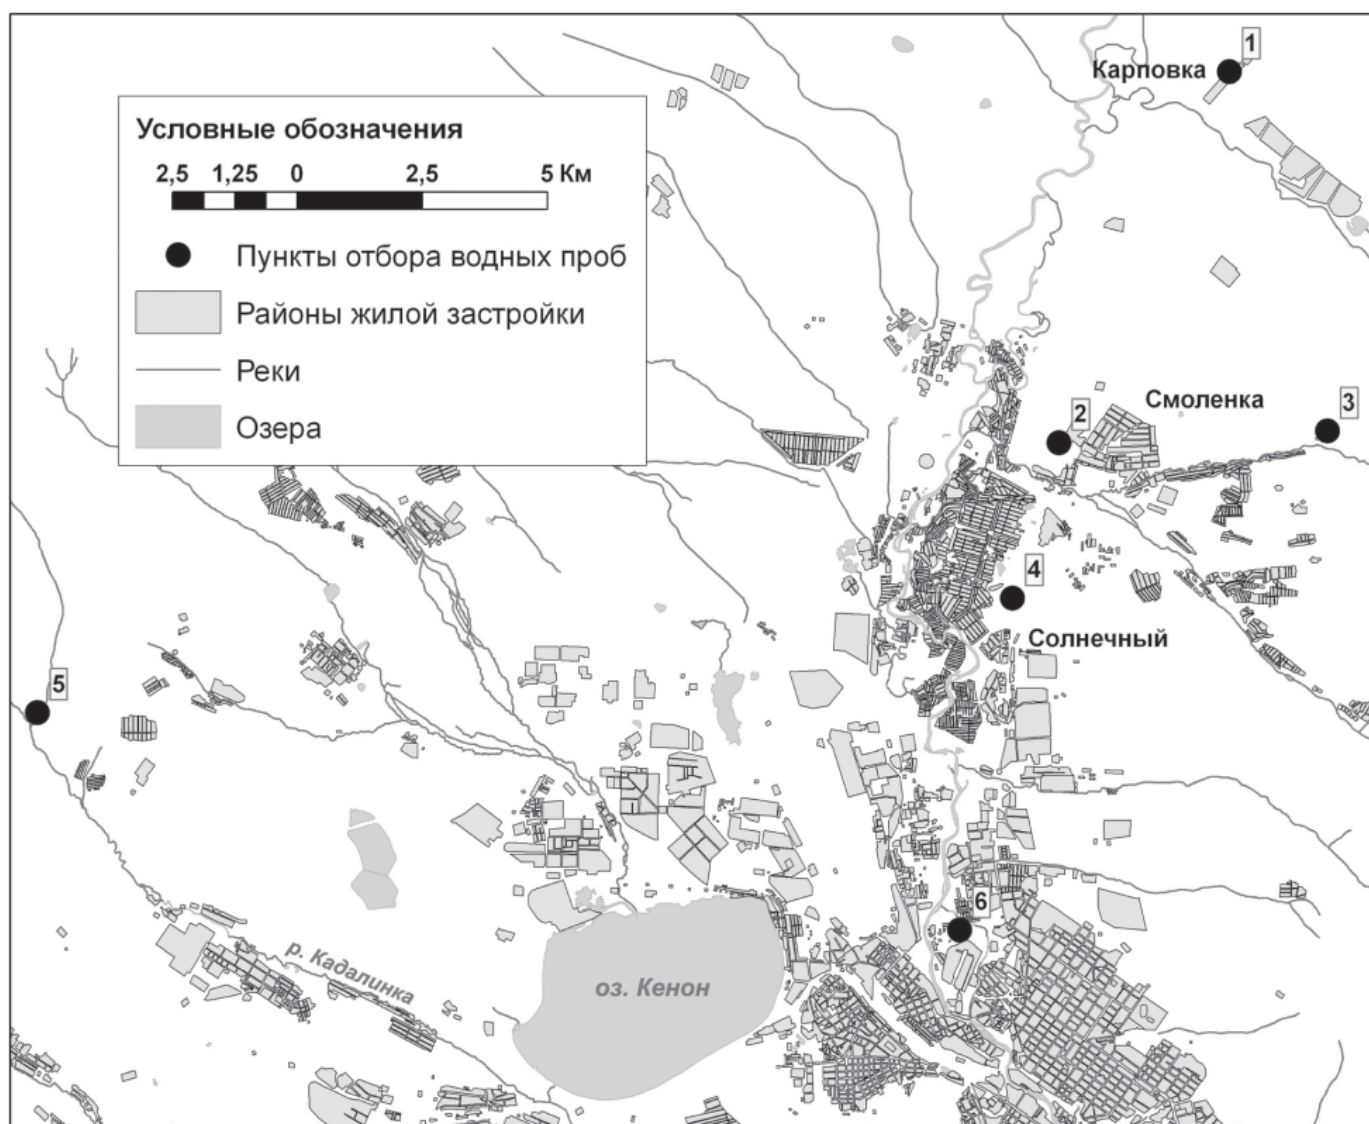 1
Карповка
Условные обозначения
2,5 1,25 0 2,5 5 Км
Пункты отбора водных проб
Районы жилой застройки
Реки
Озера
2
Смоленка
3
4
Солнечный
5
6
р. Кадалинка
оз. Кенон